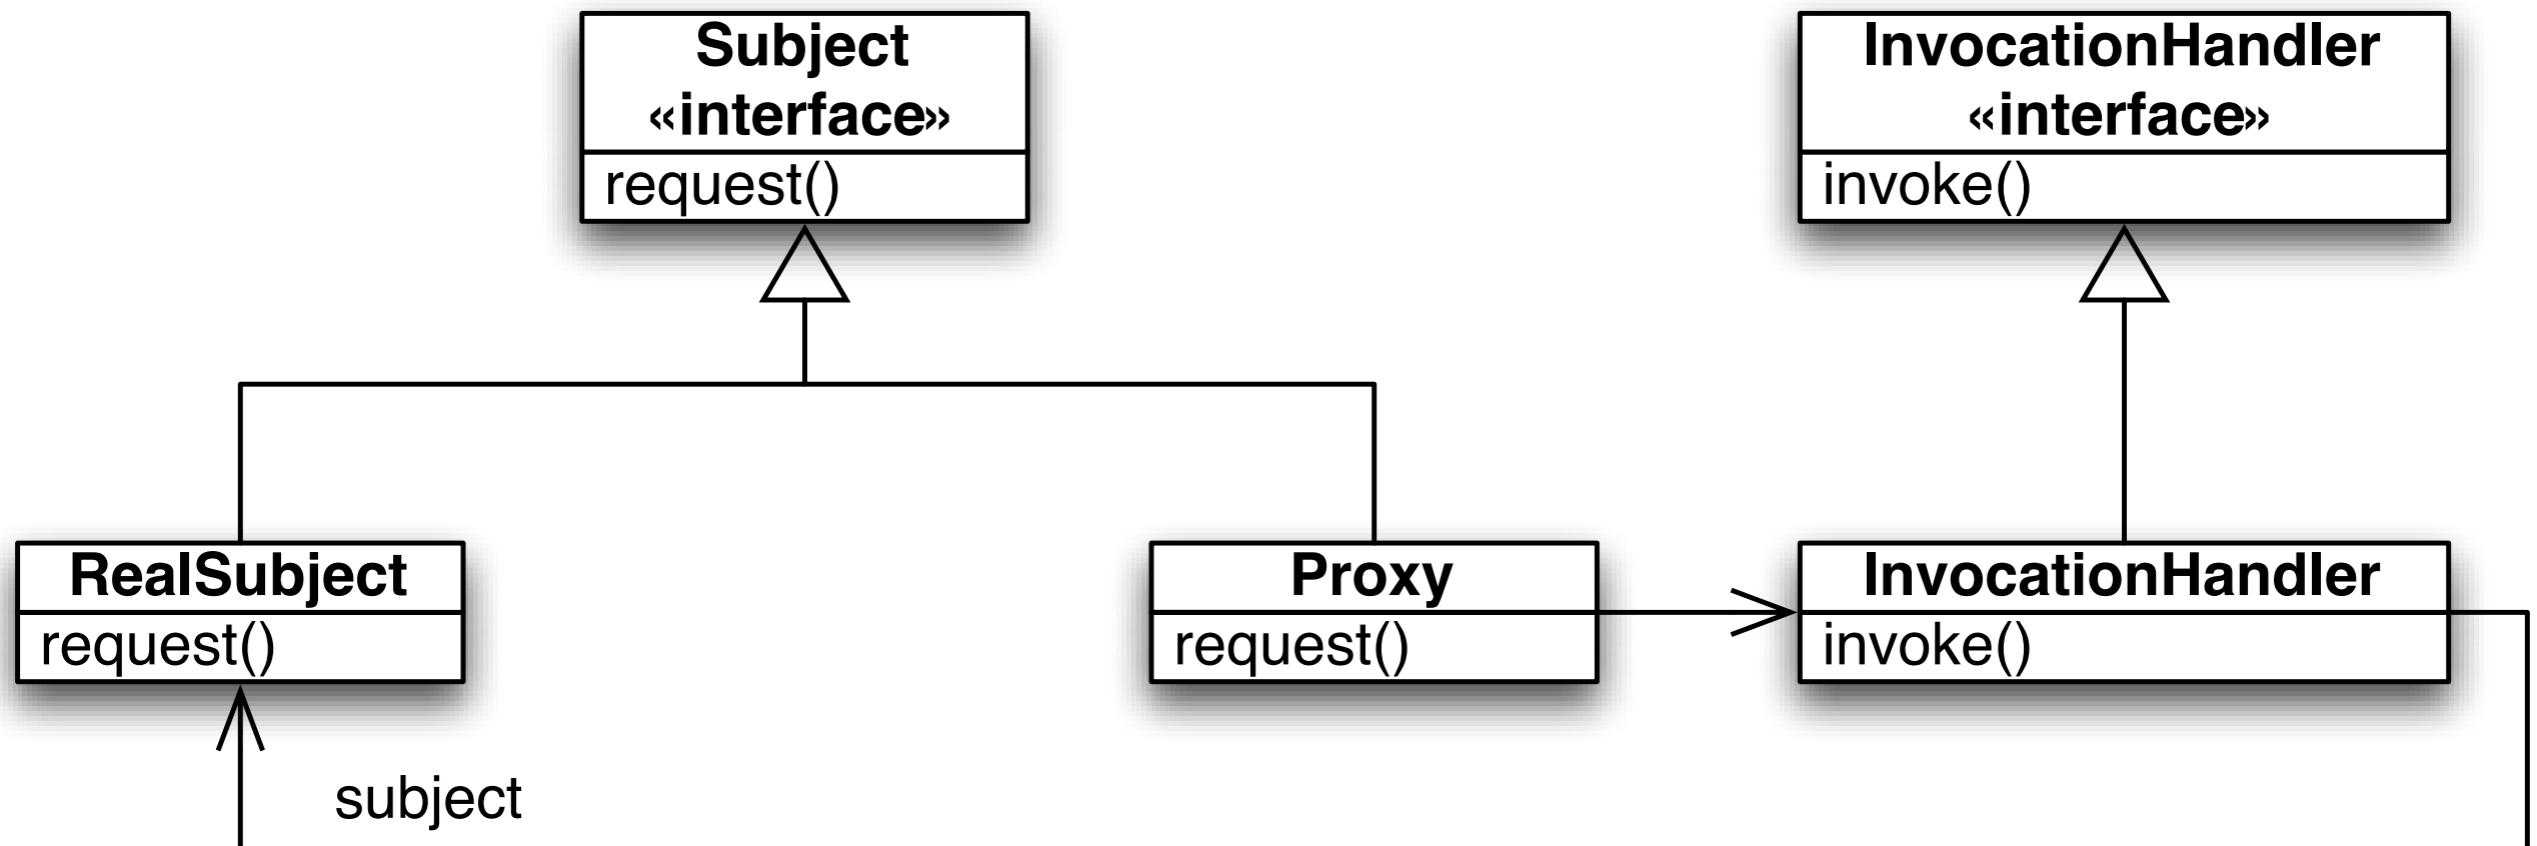 Subject
«interface»
request()
InvocationHandler
«interface»
invoke()
RealSubject
request()
Proxy
request()
InvocationHandler
invoke()
subject